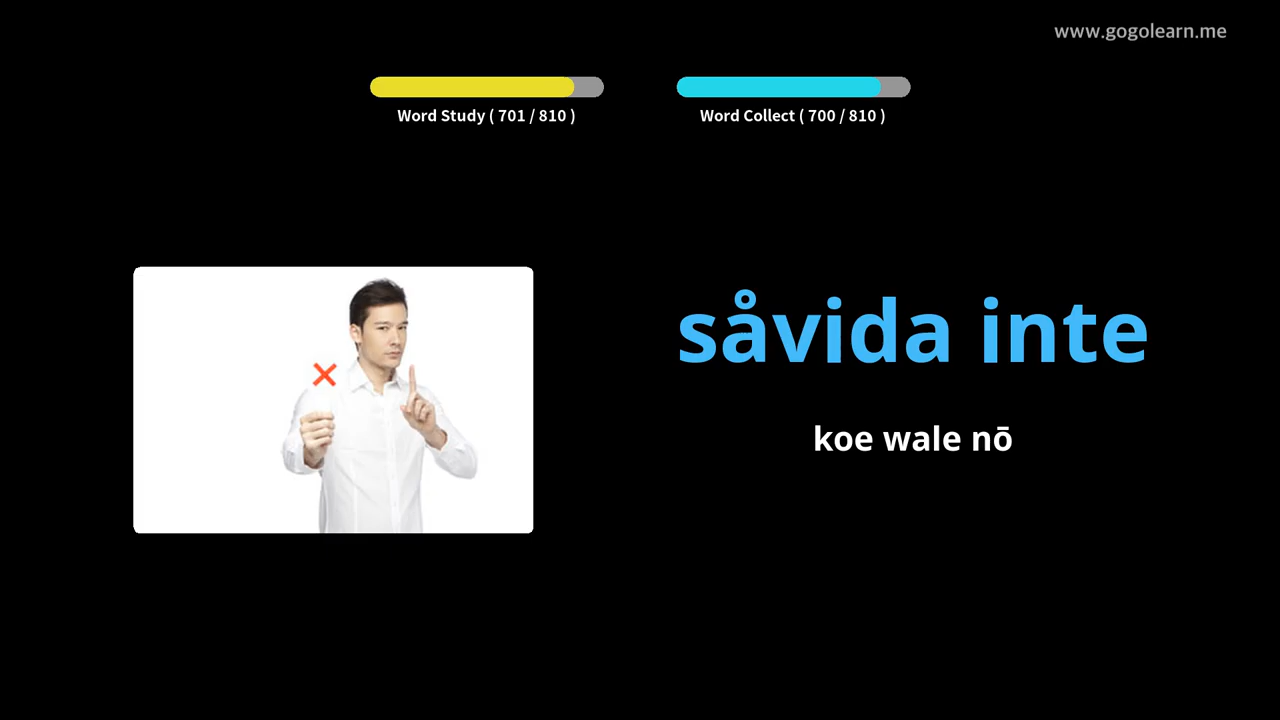 www.gogolearn.me
Word Study ( 701 / 810 )
Word Collect ( 700 / 810 )
såvida inte
koe wale nō